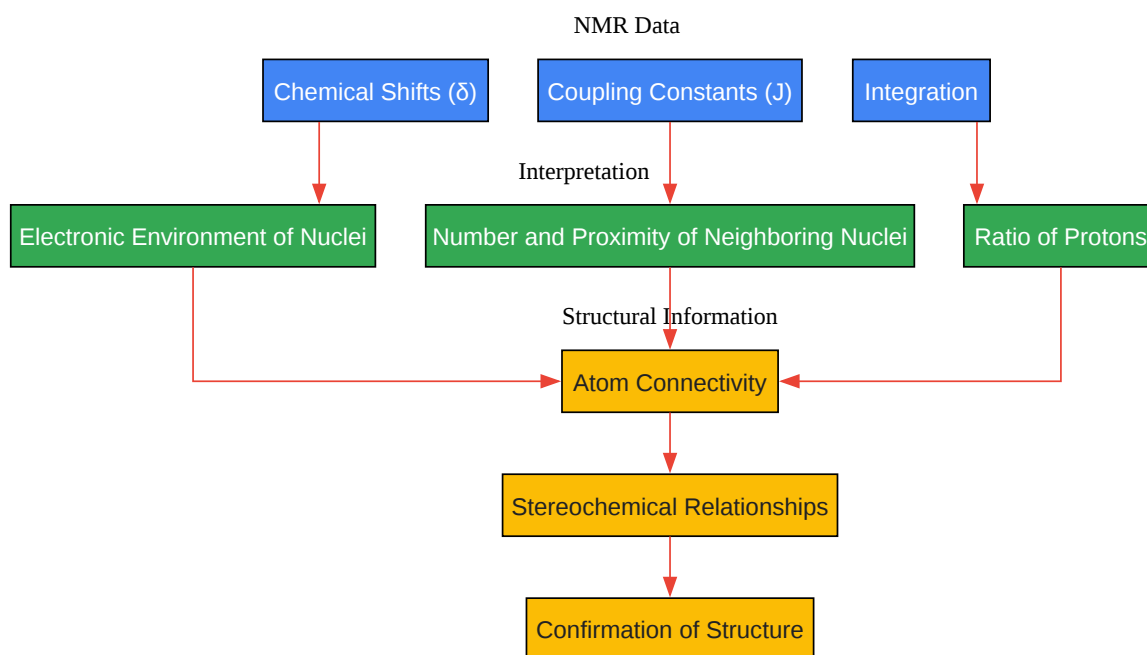 NMR Data
Chemical Shifts (δ)
Coupling Constants (J)
Integration
Interpretation
Electronic Environment of Nuclei
Number and Proximity of Neighboring Nuclei
Ratio of Protons
Structural Information
Atom Connectivity
Stereochemical Relationships
Confirmation of Structure